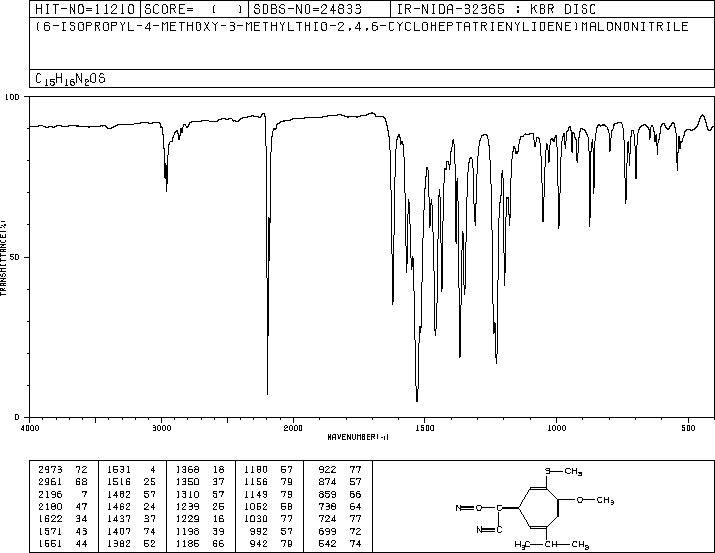 HIT-NO=11210 SCORE= ( ) SDBS-NO=24833 IR-NIDA-32365 : KBR DISC
(6-ISOPROPYL-4-METHOXY-3-METHYLTHIO-2,4,6-CYCLOHEPTATRIENYLIDENE)MALONONITRILE
C15H16N2OS
100
50
0
TRANSMITTANCE(%)
4000 3000 2000 1500 1000 500
WAVENUMBER(-1)
2973 72 1531 4 1368 18 1180 57 922 77
2961 68 1516 25 1350 37 1156 79 874 57
2196 7 1482 57 1310 57 1149 79 859 66
2180 47 1462 24 1239 25 1052 58 738 64
1622 34 1437 37 1229 16 1030 77 724 77
1571 43 1407 74 1198 39 992 57 699 72
1551 44 1382 52 1185 66 942 79 542 74
S CH3
O CH3
N C C
N C
H3C CH CH3